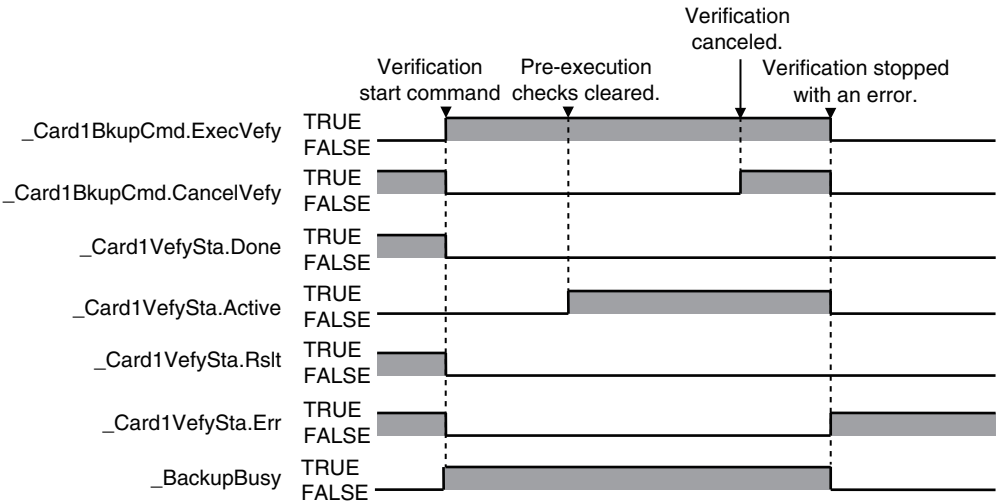 Verification
canceled.
Verification
start command
Pre-execution
checks cleared.
Verification stopped
with an error.
_Card1BkupCmd.ExecVefy
TRUE
FALSE
_Card1BkupCmd.CancelVefy
TRUE
FALSE
_Card1VefySta.Done
TRUE
FALSE
_Card1VefySta.Active
TRUE
FALSE
_Card1VefySta.Rslt
TRUE
FALSE
_Card1VefySta.Err
TRUE
FALSE
_BackupBusy
TRUE
FALSE